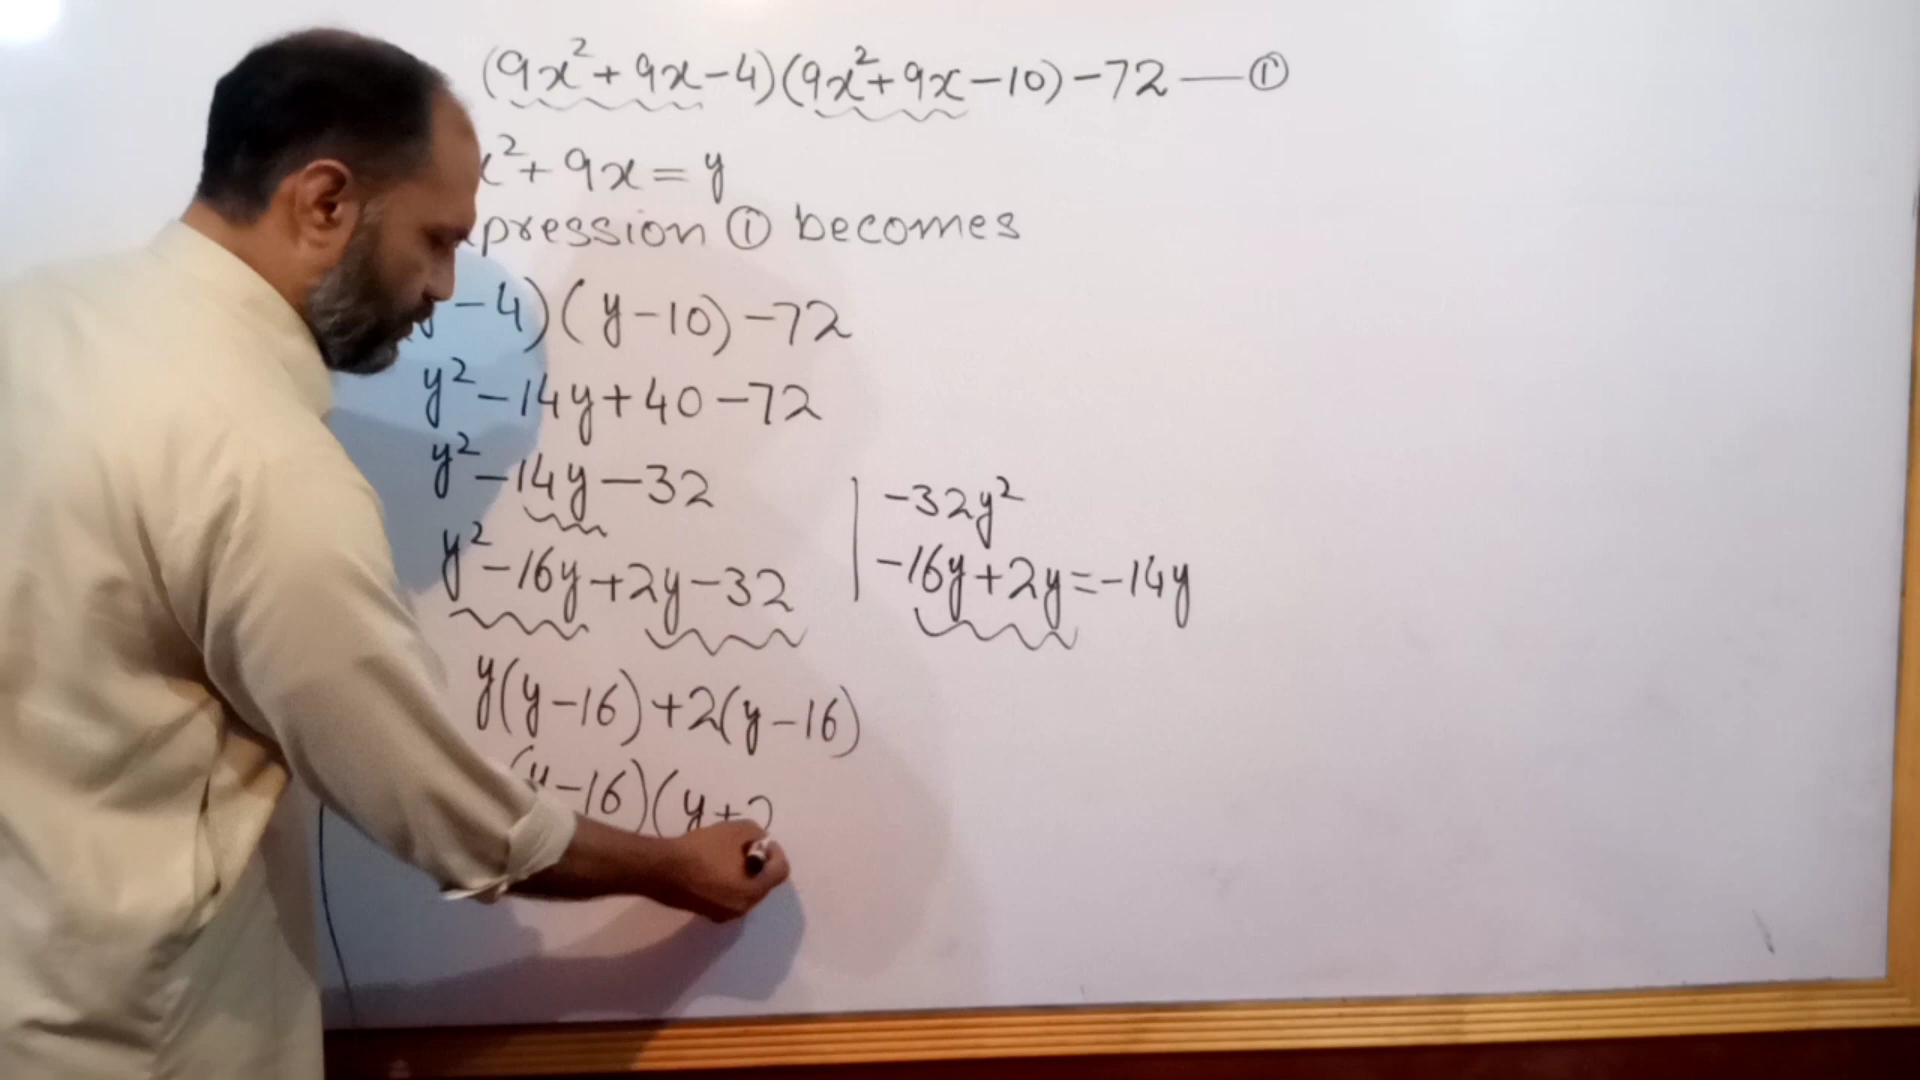 (9x²+9x-4)(9x²+9x-10)-72 — ①
x²+9x=y
pression ① becomes
-4)(y-10)-72
y²-14y+40-72
y²-14y-32
-32y²
y²-16y+2y-32
-16y+2y=-14y
y(y-16)+2(y-16)
(y-16)(y+2